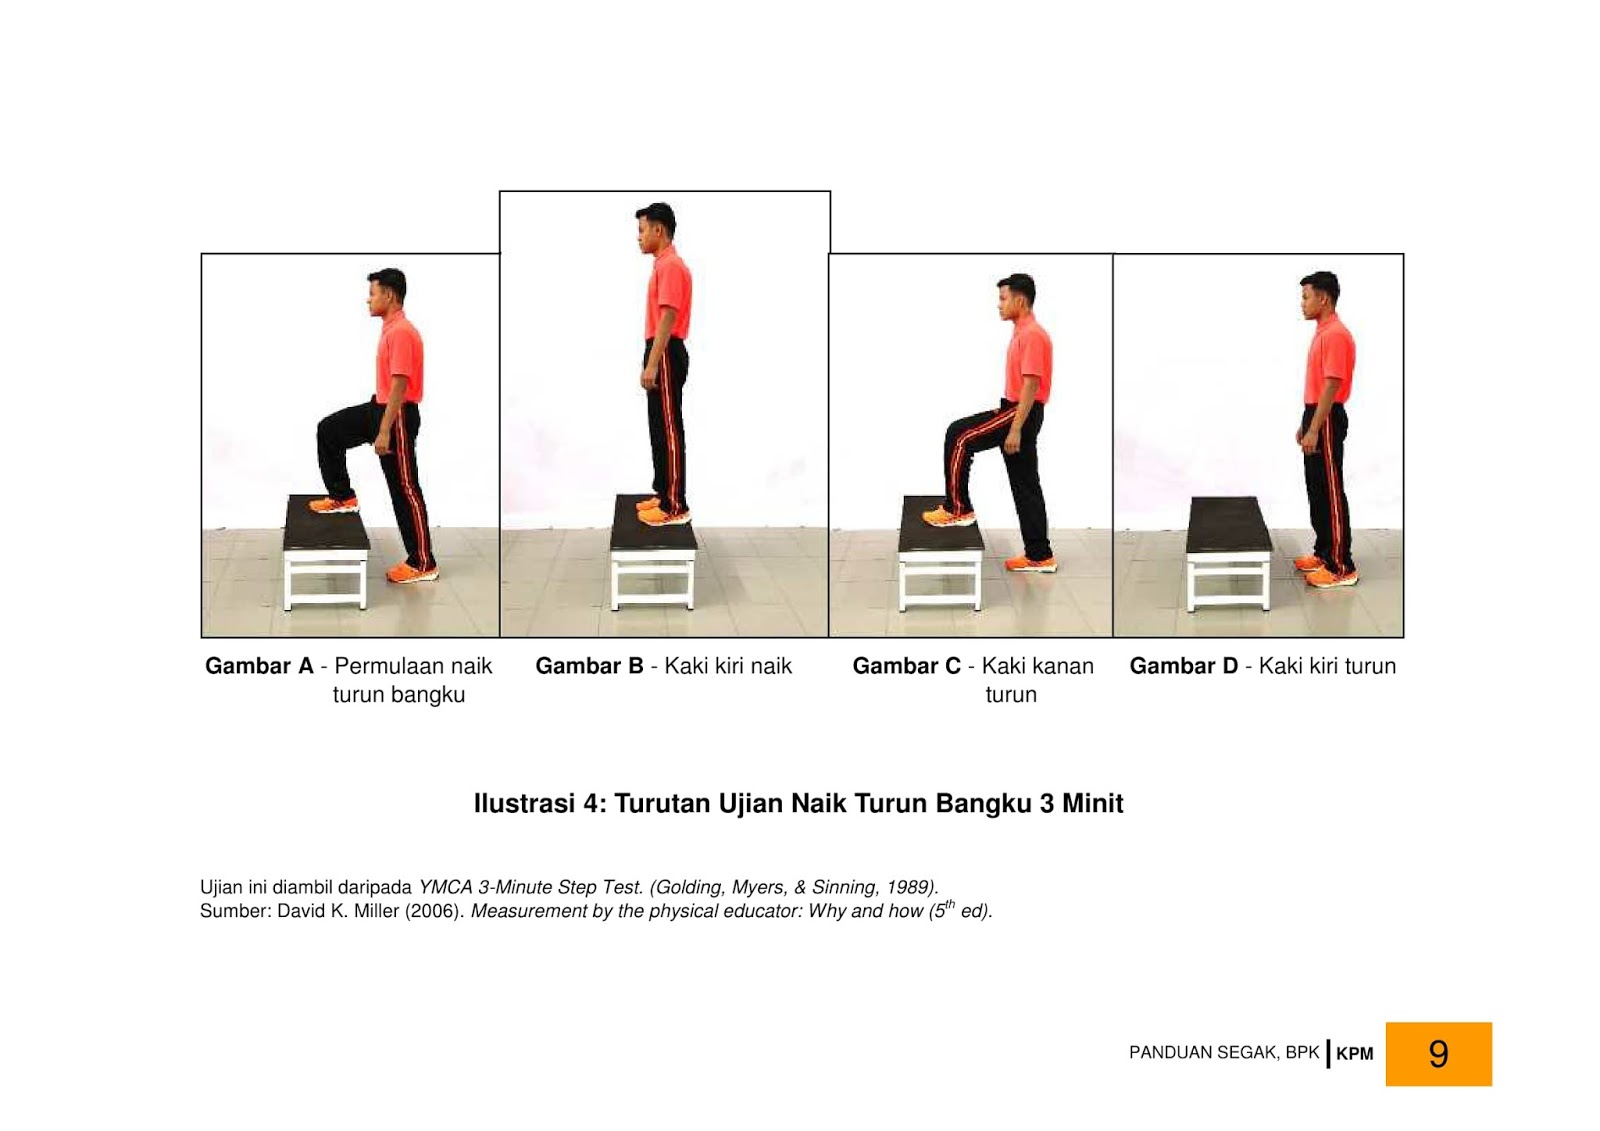 Gambar A - Permulaan naik
turun bangku
Gambar B - Kaki kiri naik
Gambar C - Kaki kanan
turun
Gambar D - Kaki kiri turun
Ilustrasi 4: Turutan Ujian Naik Turun Bangku 3 Minit
Ujian ini diambil daripada YMCA 3-Minute Step Test. (Golding, Myers, & Sinning, 1989).
Sumber: David K. Miller (2006). Measurement by the physical educator: Why and how (5th ed).
PANDUAN SEGAK, BPK KPM 9